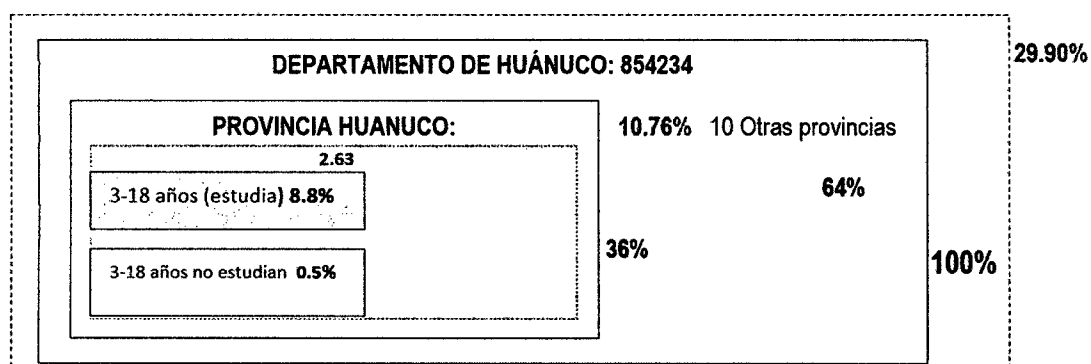 29.90%
DEPARTAMENTO DE HUÁNUCO: 854234
PROVINCIA HUANUCO:
10.76% 10 Otras provincias
2.63
3-18 años (estudia) 8.8%
64%
36%
3-18 años no estudian 0.5%
100%